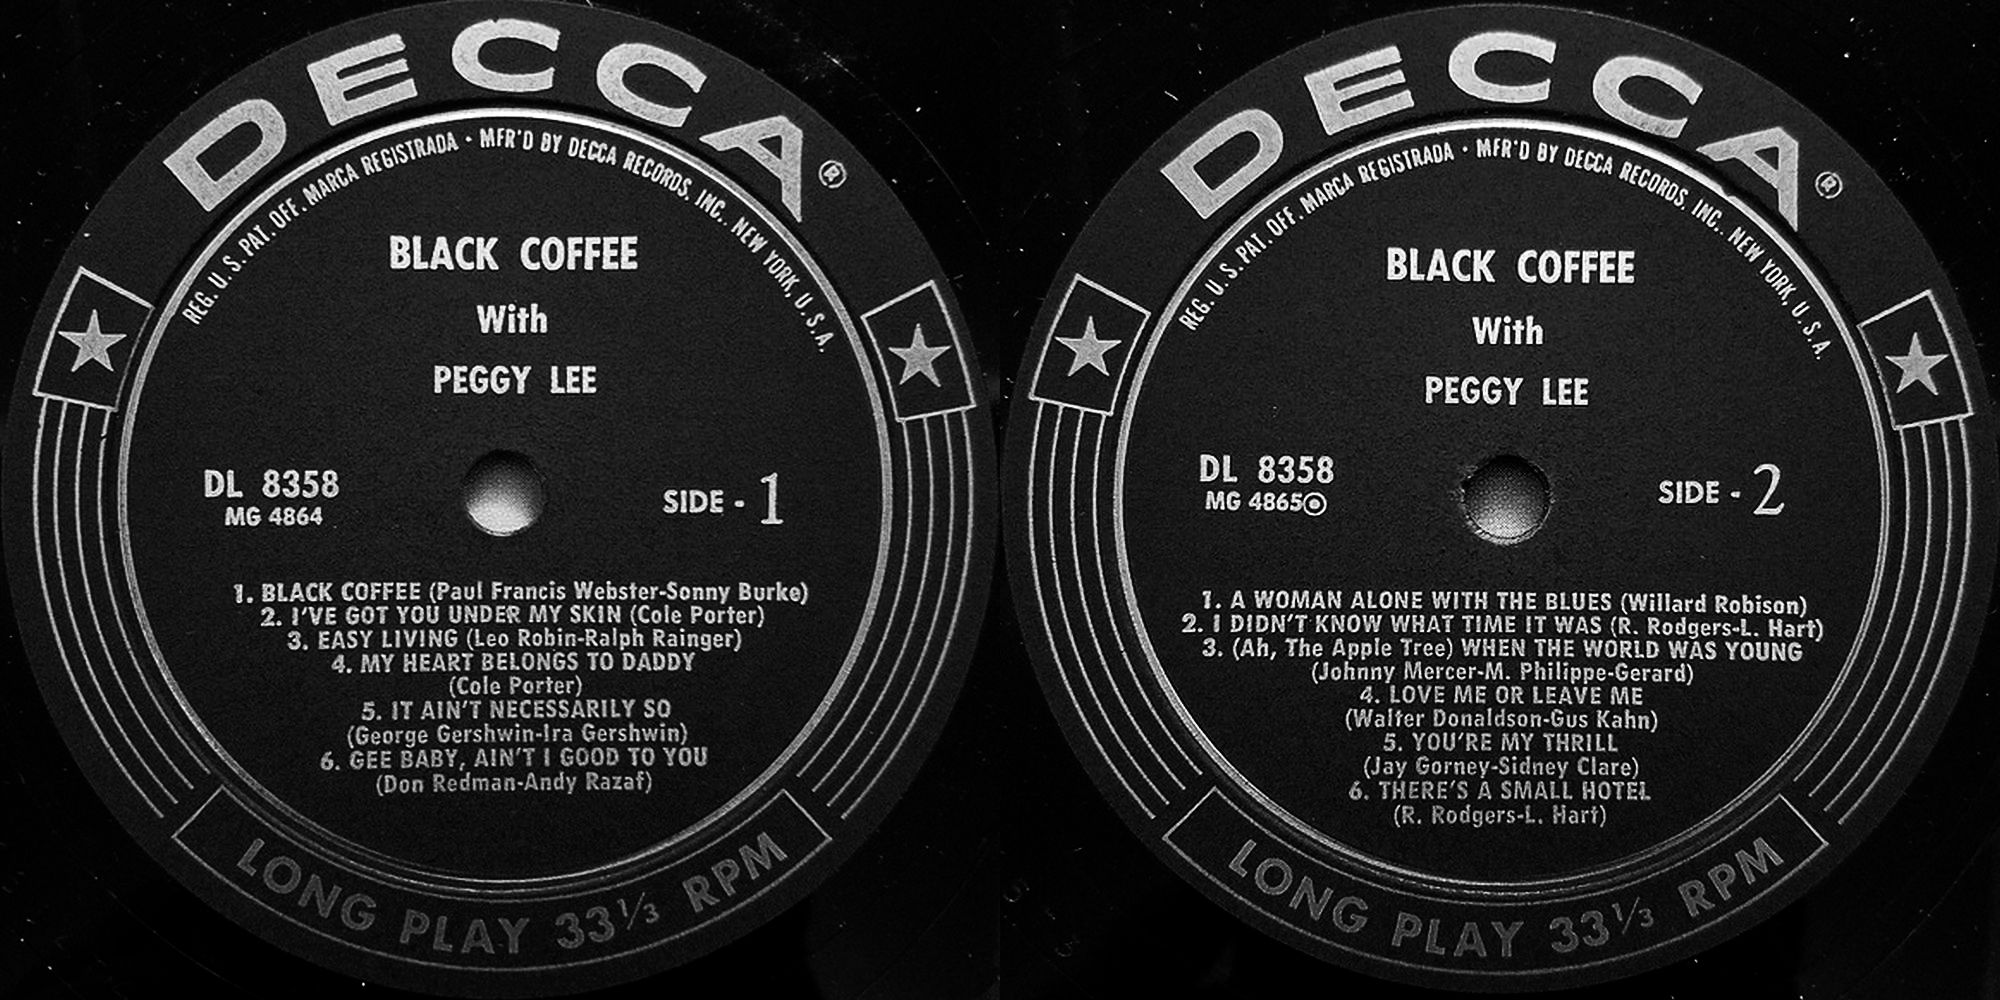 DECCA®
REG. U. S. PAT. OFF. MARCA REGISTRADA • MFR'D BY DECCA RECORDS, INC., NEW YORK, U. S. A.
BLACK COFFEE
With
PEGGY LEE
DL 8358
MG 4864
SIDE - 1
1. BLACK COFFEE (Paul Francis Webster-Sonny Burke)
2. I'VE GOT YOU UNDER MY SKIN (Cole Porter)
3. EASY LIVING (Leo Robin-Ralph Rainger)
4. MY HEART BELONGS TO DADDY
(Cole Porter)
5. IT AIN'T NECESSARILY SO
(George Gershwin-Ira Gershwin)
6. GEE BABY, AIN'T I GOOD TO YOU
(Don Redman-Andy Razaf)
LONG PLAY 33⅓ RPM
DECCA®
REG. U. S. PAT. OFF. MARCA REGISTRADA • MFR'D BY DECCA RECORDS, INC., NEW YORK, U. S. A.
BLACK COFFEE
With
PEGGY LEE
DL 8358
MG 4865⊙
SIDE - 2
1. A WOMAN ALONE WITH THE BLUES (Willard Robison)
2. I DIDN'T KNOW WHAT TIME IT WAS (R. Rodgers-L. Hart)
3. (Ah, The Apple Tree) WHEN THE WORLD WAS YOUNG
(Johnny Mercer-M. Philippe-Gerard)
4. LOVE ME OR LEAVE ME
(Walter Donaldson-Gus Kahn)
5. YOU'RE MY THRILL
(Jay Gorney-Sidney Clare)
6. THERE'S A SMALL HOTEL
(R. Rodgers-L. Hart)
LONG PLAY 33⅓ RPM